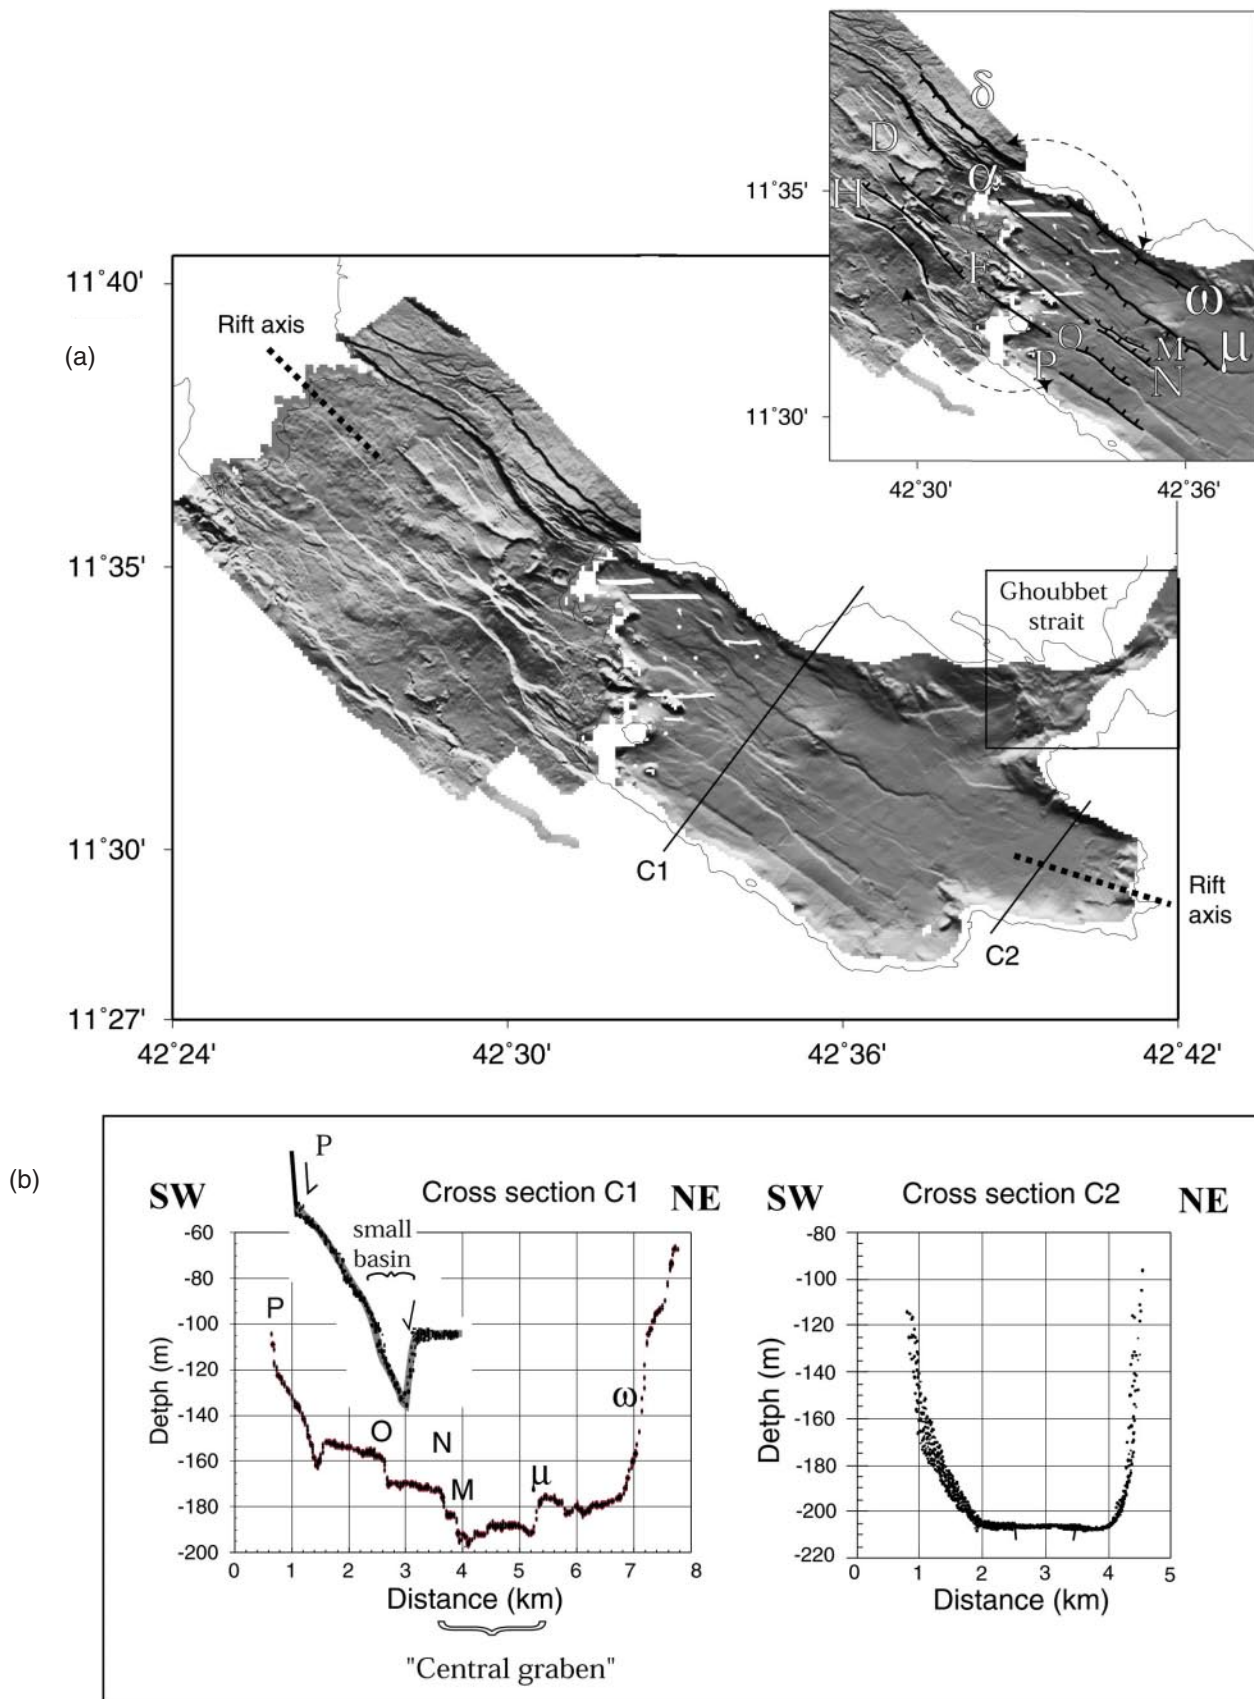 δ
D
α
11˚35'
H
F
ω
O
M
μ
P
N
11˚30'
42˚30'
42˚36'
(a)
11˚40'
Rift axis
11˚35'
Ghoubbet
strait
11˚30'
C1
Rift
axis
C2
11˚27'
42˚24'
42˚30'
42˚36'
42˚42'
(b)
P
SW
Cross section C1
NE
small
basin
-60
-80
-100
-120
-140
-160
-180
-200
Detpth (m)
P
O
N
M
μ
ω
0
1
2
3
4
5
6
7
8
Distance (km)
"Central graben"
SW
Cross section C2
NE
-80
-100
-120
-140
-160
-180
-200
-220
Detpth (m)
0
1
2
3
4
5
Distance (km)